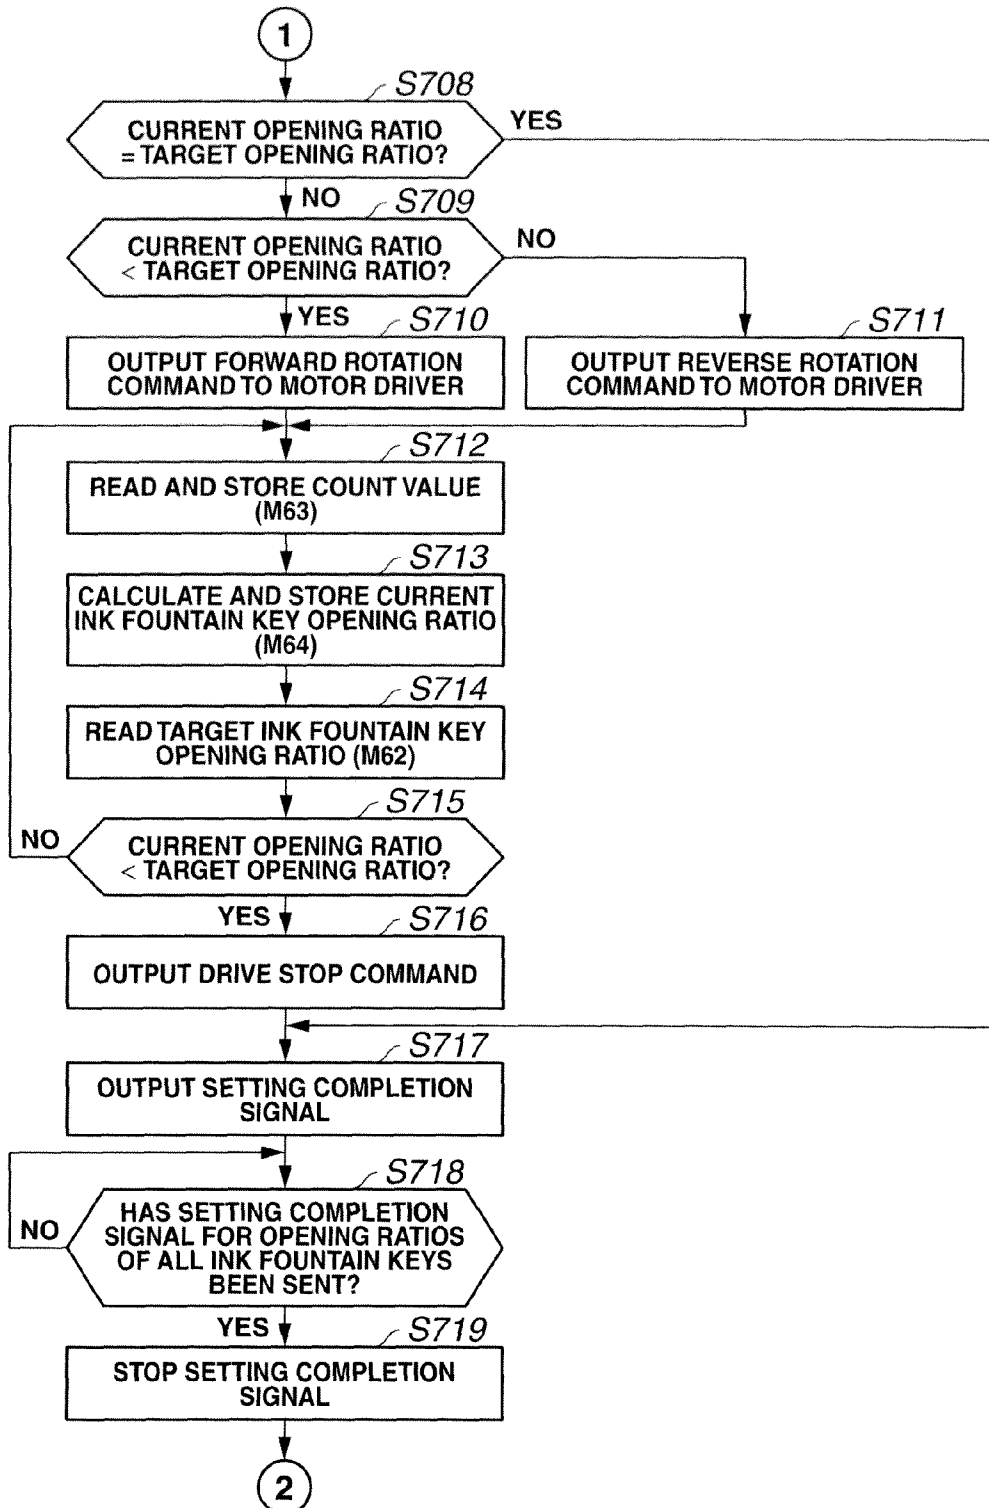 1
S708
CURRENT OPENING RATIO
= TARGET OPENING RATIO?
YES
NO
S709
CURRENT OPENING RATIO
< TARGET OPENING RATIO?
NO
YES
S710
OUTPUT FORWARD ROTATION
COMMAND TO MOTOR DRIVER
S711
OUTPUT REVERSE ROTATION
COMMAND TO MOTOR DRIVER
S712
READ AND STORE COUNT VALUE
(M63)
S713
CALCULATE AND STORE CURRENT
INK FOUNTAIN KEY OPENING RATIO
(M64)
S714
READ TARGET INK FOUNTAIN KEY
OPENING RATIO (M62)
S715
CURRENT OPENING RATIO
< TARGET OPENING RATIO?
NO
YES
S716
OUTPUT DRIVE STOP COMMAND
S717
OUTPUT SETTING COMPLETION
SIGNAL
S718
HAS SETTING COMPLETION
SIGNAL FOR OPENING RATIOS
OF ALL INK FOUNTAIN KEYS
BEEN SENT?
NO
YES
S719
STOP SETTING COMPLETION
SIGNAL
2